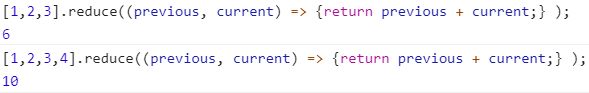 [1,2,3].reduce((previous, current) => {return previous + current;} );
6
[1,2,3,4].reduce((previous, current) => {return previous + current;} );
10